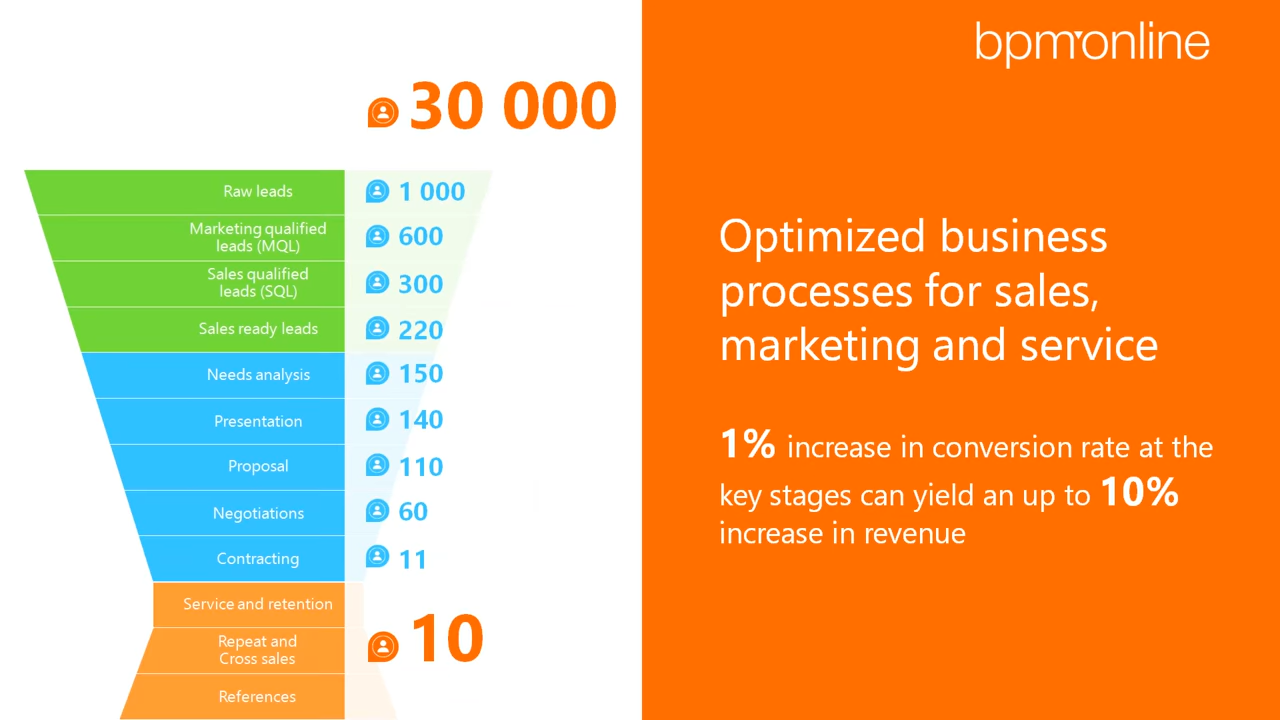 bpm'online
30 000
Raw leads 1 000
Marketing qualified
leads (MQL) 600
Sales qualified
leads (SQL) 300
Sales ready leads 220
Needs analysis 150
Presentation 140
Proposal 110
Negotiations 60
Contracting 11
Service and retention
Repeat and
Cross sales
10
References
Optimized business
processes for sales,
marketing and service
1% increase in conversion rate at the
key stages can yield an up to 10%
increase in revenue